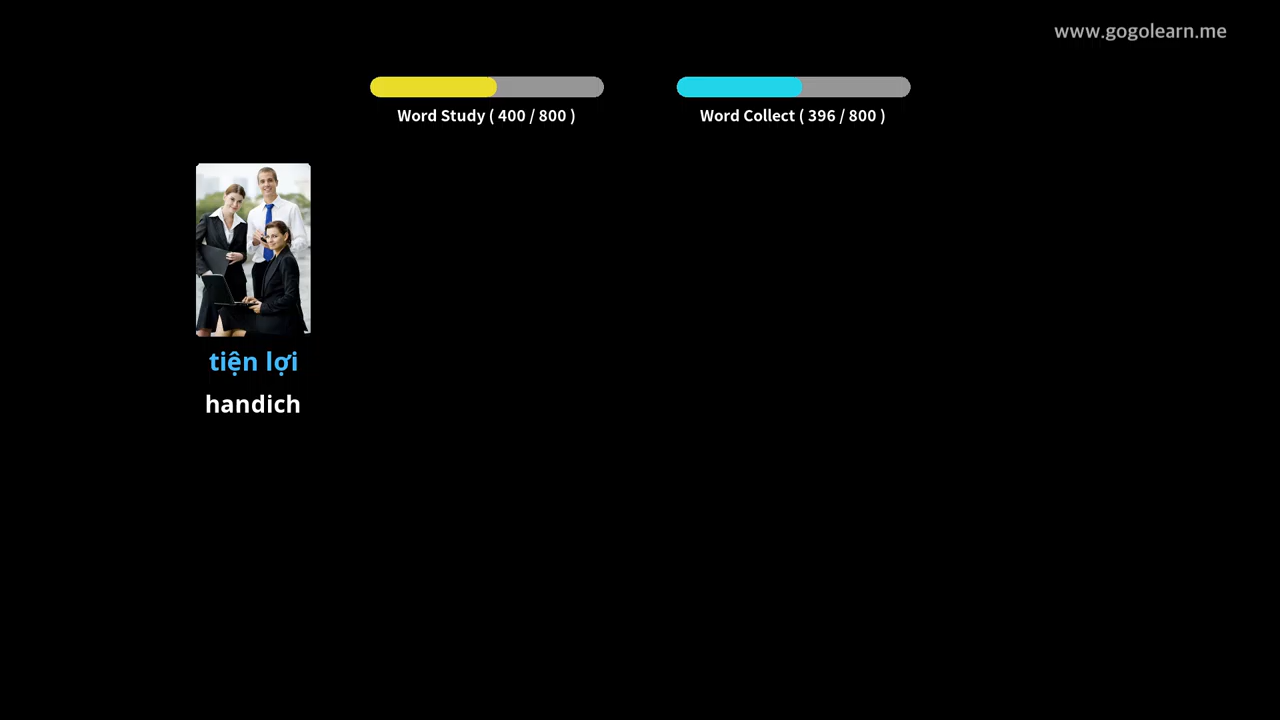 www.gogolearn.me
Word Study ( 400 / 800 )
Word Collect ( 396 / 800 )
tiện lợi
handich